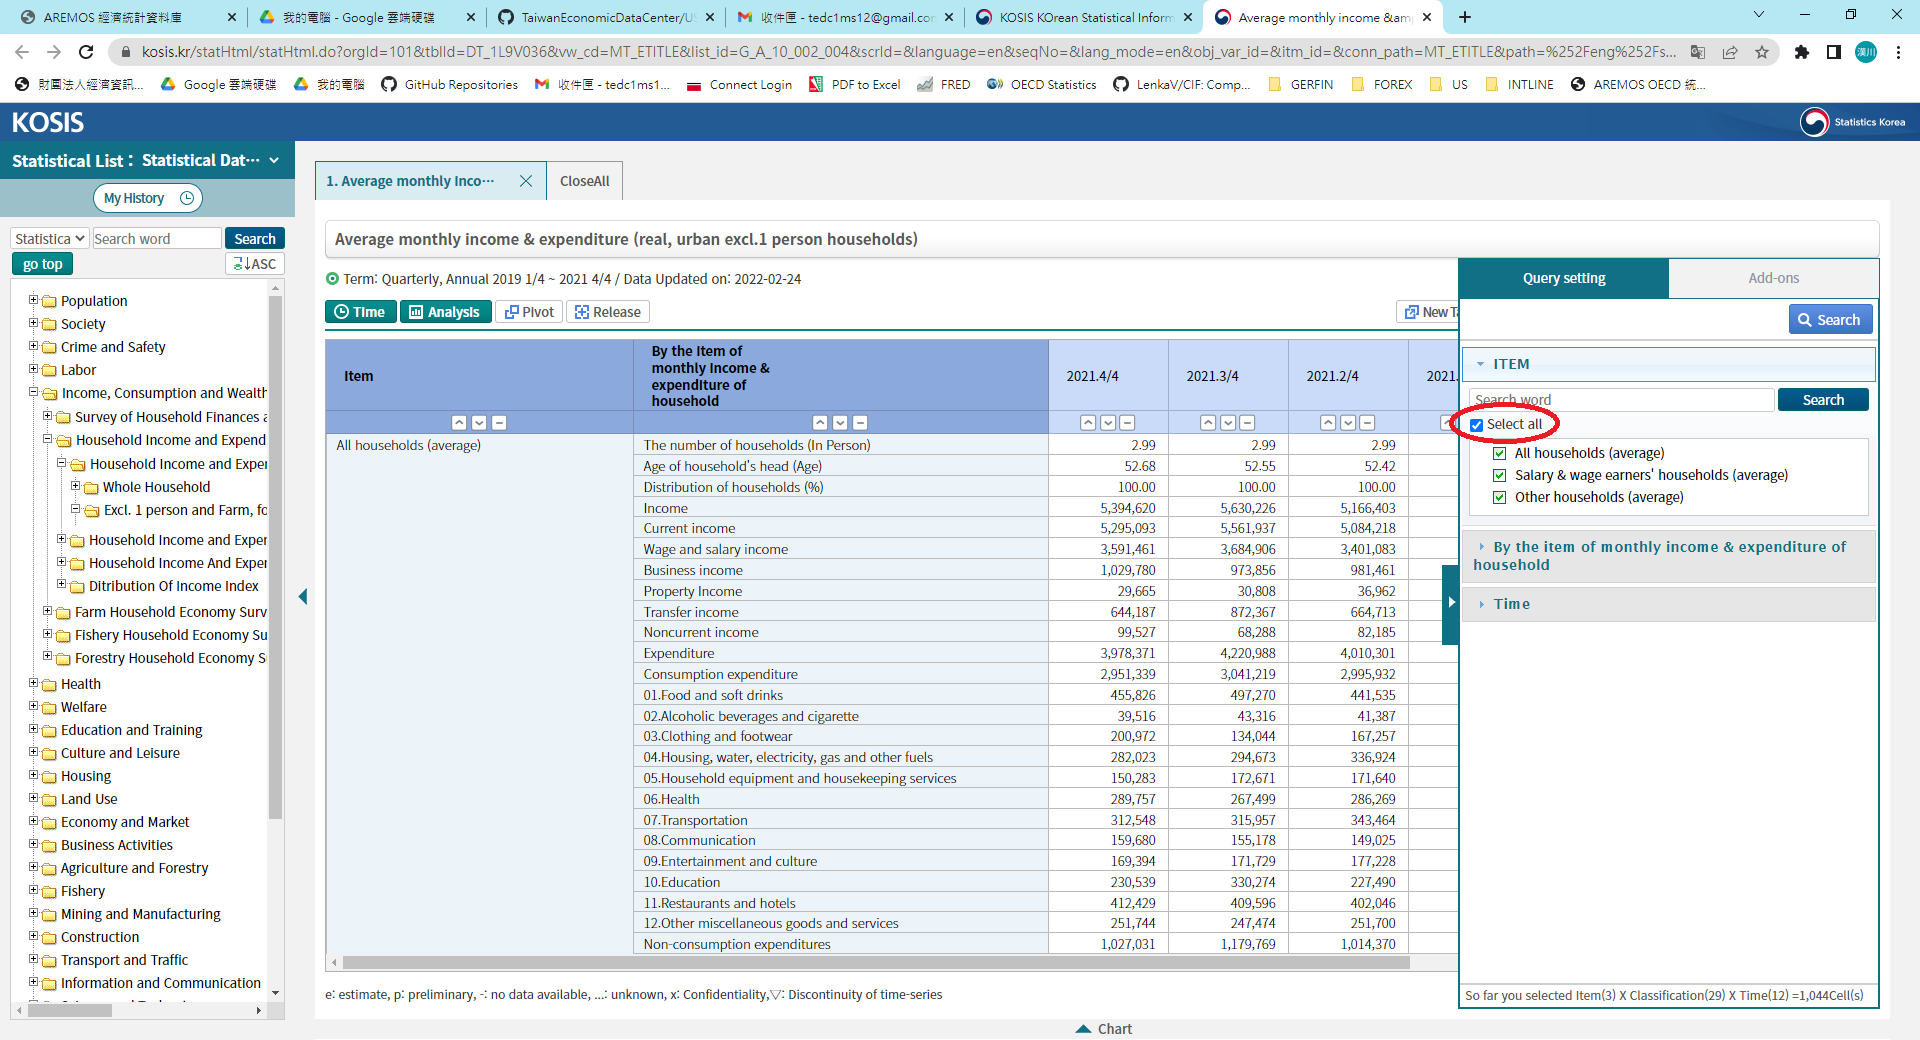 AREMOS 經濟統計資料庫
我的電腦 - Google 雲端硬碟
TaiwanEconomicDataCenter/US
收件匣 - tedc1ms12@gmail.com
KOSIS KOrean Statistical Inform
Average monthly income &am
kosis.kr/statHtml/statHtml.do?orgId=101&tblId=DT_1L9V036&vw_cd=MT_ETITLE&list_id=G_A_10_002_004&scrId=&language=en&seqNo=&lang_mode=en&obj_var_id=&itm_id=&conn_path=MT_ETITLE&path=%252Feng%252Fs...
漢川
財團法人經濟資訊...
Google 雲端硬碟
我的電腦
GitHub Repositories
收件匣 - tedc1ms1...
Connect Login
PDF to Excel
FRED
OECD Statistics
LenkaV/CIF: Comp...
GERFIN
FOREX
US
INTLINE
AREMOS OECD 統...
KOSIS
Statistics Korea
Statistical List : Statistical Dat···
My History
Statistica
Search word
Search
go top
ASC
Population
Society
Crime and Safety
Labor
Income, Consumption and Wealth
Survey of Household Finances a
Household Income and Expend
Household Income and Exper
Whole Household
Excl. 1 person and Farm, fo
Household Income and Exper
Household Income And Exper
Ditribution Of Income Index
Farm Household Economy Surv
Fishery Household Economy Su
Forestry Household Economy S
Health
Welfare
Education and Training
Culture and Leisure
Housing
Land Use
Economy and Market
Business Activities
Agriculture and Forestry
Fishery
Mining and Manufacturing
Construction
Transport and Traffic
Information and Communication
1. Average monthly Inco···
CloseAll
Average monthly income & expenditure (real, urban excl.1 person households)
Term: Quarterly, Annual 2019 1/4 ~ 2021 4/4 / Data Updated on: 2022-02-24
Time
Analysis
Pivot
Release
New Ta
Item
By the Item of
monthly Income &
expenditure of
household
2021.4/4
2021.3/4
2021.2/4
2021.
All households (average)
The number of households (In Person) 2.99 2.99 2.99
Age of household's head (Age) 52.68 52.55 52.42
Distribution of households (%) 100.00 100.00 100.00
Income 5,394,620 5,630,226 5,166,403
Current income 5,295,093 5,561,937 5,084,218
Wage and salary income 3,591,461 3,684,906 3,401,083
Business income 1,029,780 973,856 981,461
Property Income 29,665 30,808 36,962
Transfer income 644,187 872,367 664,713
Noncurrent income 99,527 68,288 82,185
Expenditure 3,978,371 4,220,988 4,010,301
Consumption expenditure 2,951,339 3,041,219 2,995,932
01.Food and soft drinks 455,826 497,270 441,535
02.Alcoholic beverages and cigarette 39,516 43,316 41,387
03.Clothing and footwear 200,972 134,044 167,257
04.Housing, water, electricity, gas and other fuels 282,023 294,673 336,924
05.Household equipment and housekeeping services 150,283 172,671 171,640
06.Health 289,757 267,499 286,269
07.Transportation 312,548 315,957 343,464
08.Communication 159,680 155,178 149,025
09.Entertainment and culture 169,394 171,729 177,228
10.Education 230,539 330,274 227,490
11.Restaurants and hotels 412,429 409,596 402,046
12.Other miscellaneous goods and services 251,744 247,474 251,700
Non-consumption expenditures 1,027,031 1,179,769 1,014,370
e: estimate, p: preliminary, -: no data available, ...: unknown, x: Confidentiality,▽: Discontinuity of time-series
Chart
Query setting
Add-ons
Search
ITEM
Search word
Search
Select all
All households (average)
Salary & wage earners' households (average)
Other households (average)
By the item of monthly income & expenditure of
household
Time
So far you selected Item(3) X Classification(29) X Time(12) =1,044Cell(s)